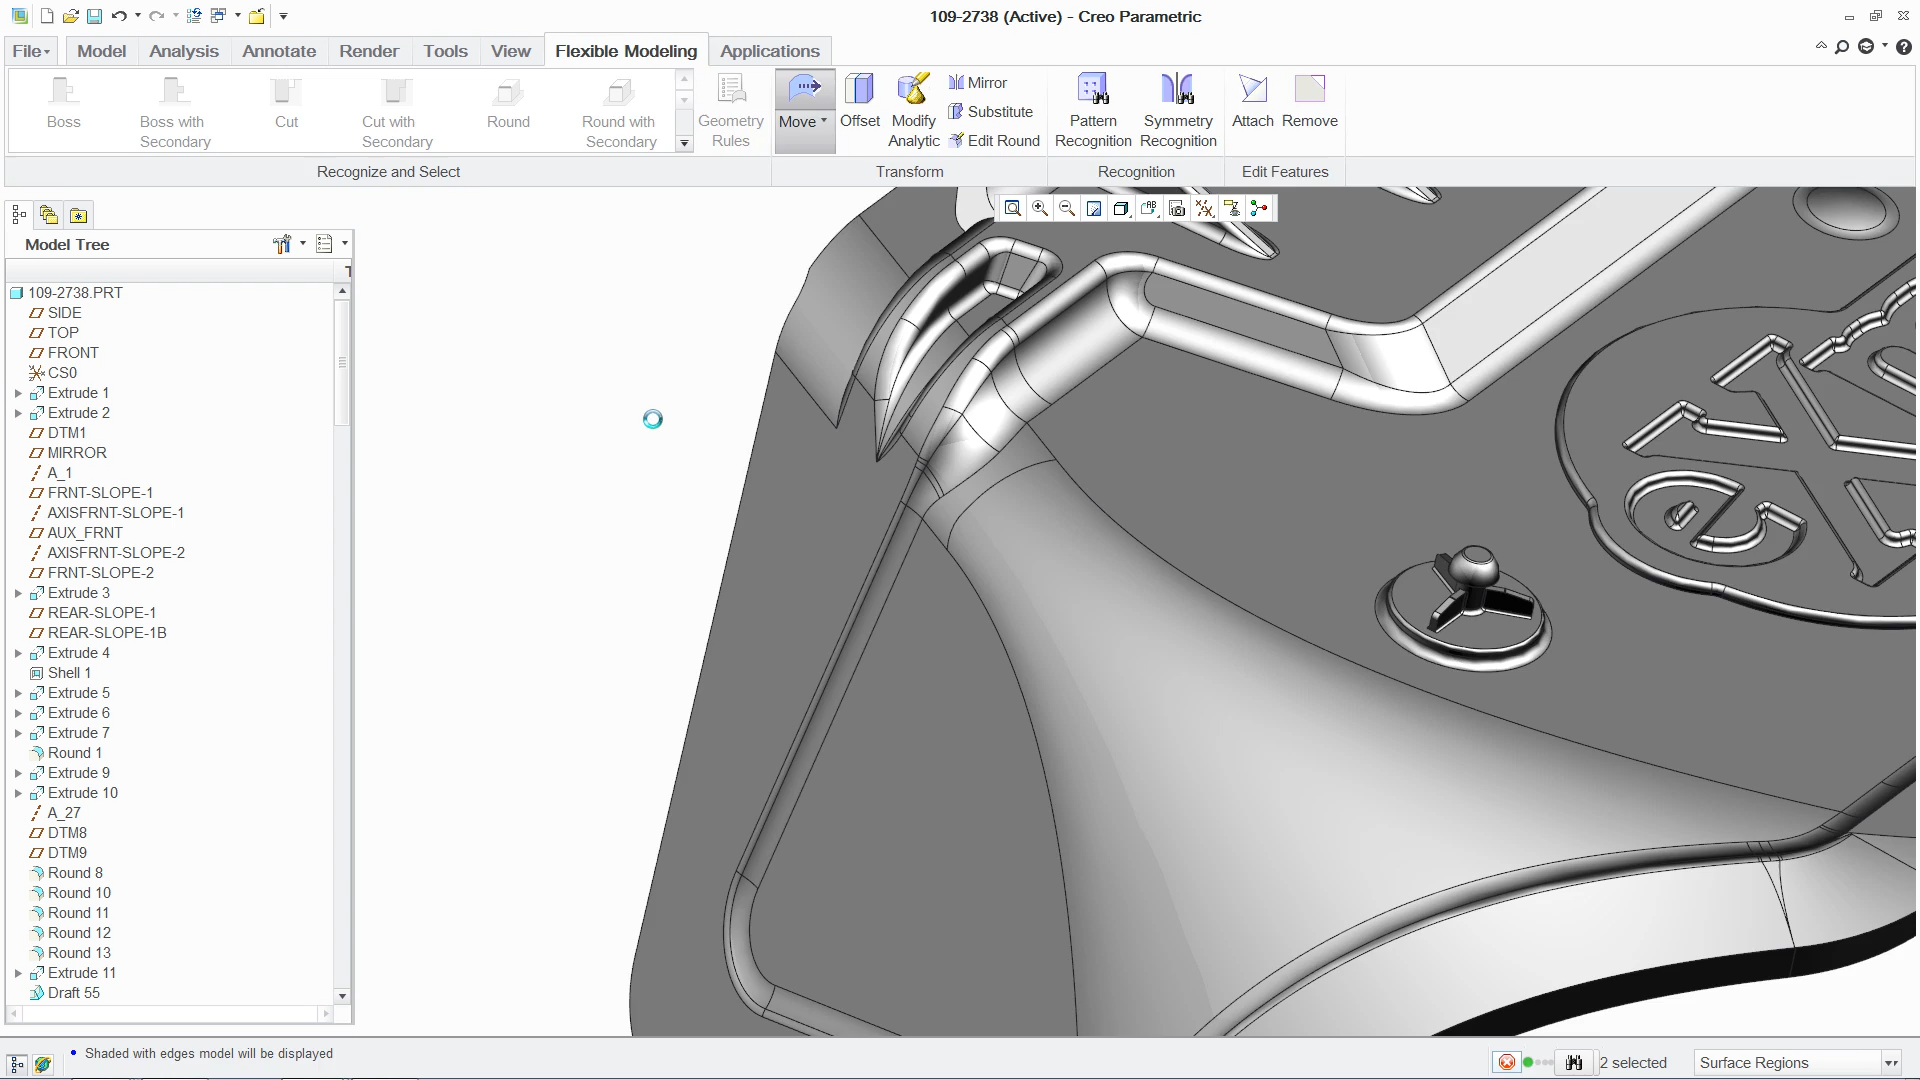 109-2738 (Active) - Creo Parametric
File
Model
Analysis
Annotate
Render
Tools
View
Flexible Modeling
Applications
Boss
Boss with Secondary
Cut
Cut with Secondary
Round
Round with Secondary
Geometry Rules
Move
Offset
Modify Analytic
Mirror
Substitute
Edit Round
Pattern Recognition
Symmetry Recognition
Attach
Remove
Recognize and Select
Transform
Recognition
Edit Features
Model Tree
109-2738.PRT
SIDE
TOP
FRONT
CS0
Extrude 1
Extrude 2
DTM1
MIRROR
A_1
FRNT-SLOPE-1
AXISFRNT-SLOPE-1
AUX_FRNT
AXISFRNT-SLOPE-2
FRNT-SLOPE-2
Extrude 3
REAR-SLOPE-1
REAR-SLOPE-1B
Extrude 4
Shell 1
Extrude 5
Extrude 6
Extrude 7
Round 1
Extrude 9
Extrude 10
A_27
DTM8
DTM9
Round 8
Round 10
Round 11
Round 12
Round 13
Extrude 11
Draft 55
Shaded with edges model will be displayed
2 selected
Surface Regions